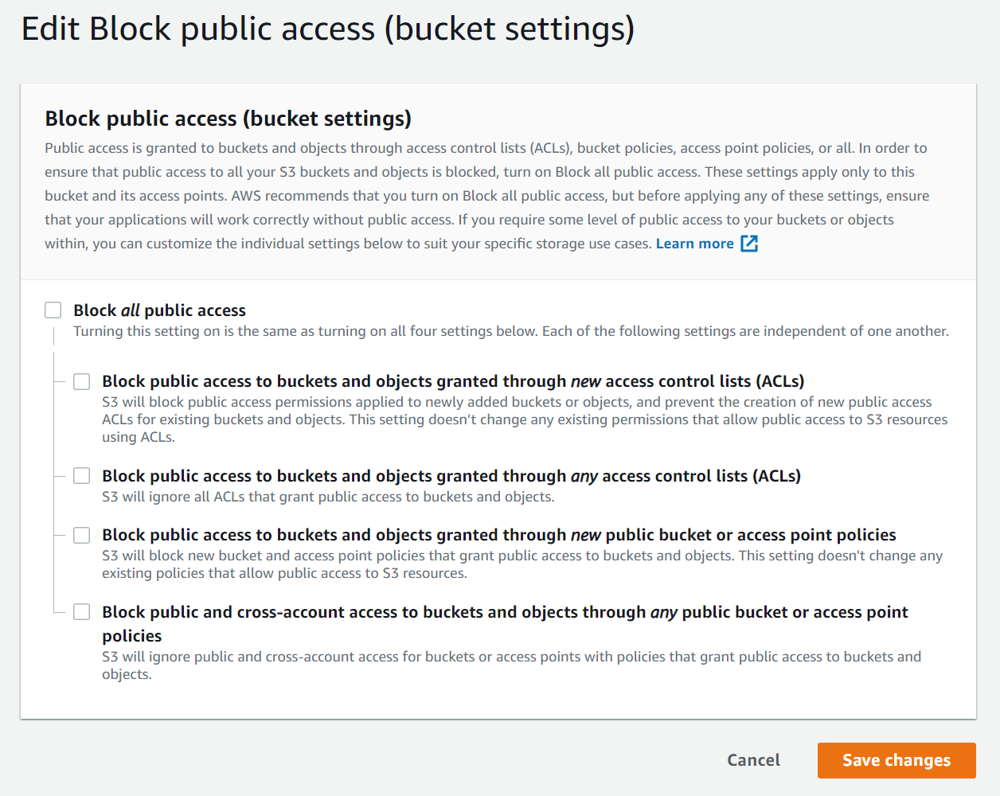 Edit Block public access (bucket settings)
Block public access (bucket settings)
Public access is granted to buckets and objects through access control lists (ACLs), bucket policies, access point policies, or all. In order to
ensure that public access to all your S3 buckets and objects is blocked, turn on Block all public access. These settings apply only to this
bucket and its access points. AWS recommends that you turn on Block all public access, but before applying any of these settings, ensure
that your applications will work correctly without public access. If you require some level of public access to your buckets or objects
within, you can customize the individual settings below to suit your specific storage use cases. Learn more
Block all public access
Turning this setting on is the same as turning on all four settings below. Each of the following settings are independent of one another.
Block public access to buckets and objects granted through new access control lists (ACLs)
S3 will block public access permissions applied to newly added buckets or objects, and prevent the creation of new public access
ACLs for existing buckets and objects. This setting doesn’t change any existing permissions that allow public access to S3 resources
using ACLs.
Block public access to buckets and objects granted through any access control lists (ACLs)
S3 will ignore all ACLs that grant public access to buckets and objects.
Block public access to buckets and objects granted through new public bucket or access point policies
S3 will block new bucket and access point policies that grant public access to buckets and objects. This setting doesn't change any
existing policies that allow public access to S3 resources.
Block public and cross-account access to buckets and objects through any public bucket or access point
policies
S3 will ignore public and cross-account access for buckets or access points with policies that grant public access to buckets and
objects.
Cancel
Save changes